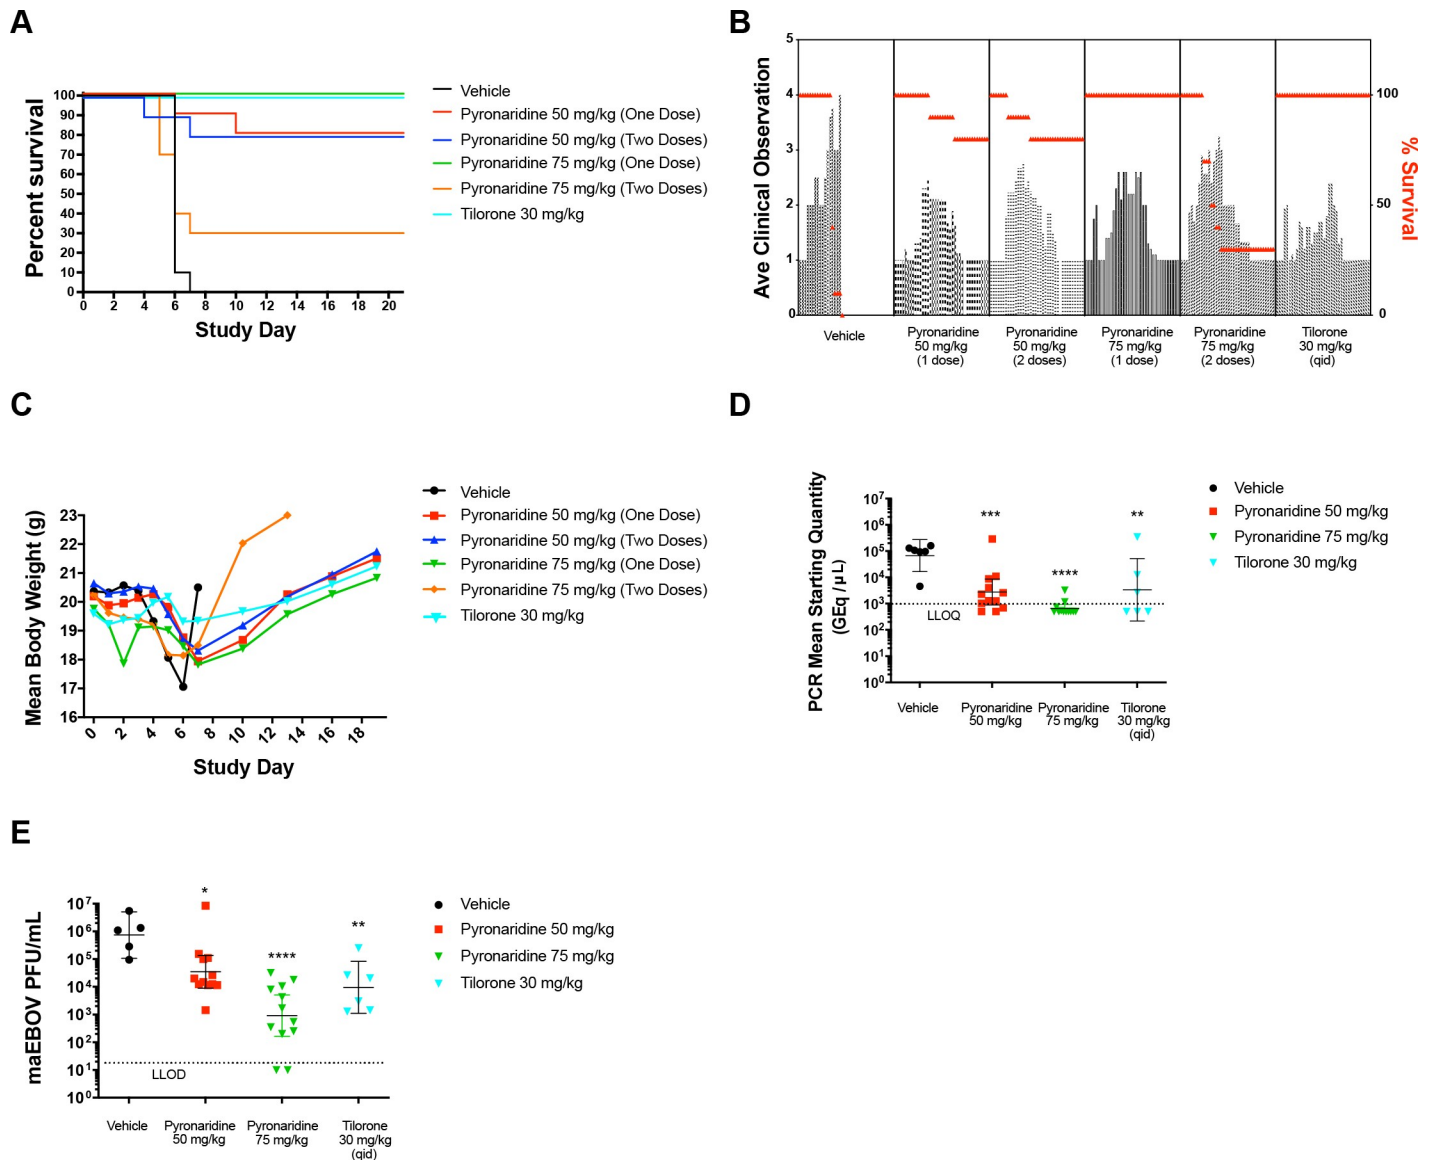 A
Percent survival
100
90
80
70
60
50
40
30
20
10
0
0 2 4 6 8 10 12 14 16 18 20
Study Day
Vehicle
Pyronaridine 50 mg/kg (One Dose)
Pyronaridine 50 mg/kg (Two Doses)
Pyronaridine 75 mg/kg (One Dose)
Pyronaridine 75 mg/kg (Two Doses)
Tilorone 30 mg/kg
B
Ave Clinical Observation
5
4
3
2
1
0
100
50
0
% Survival
Vehicle
Pyronaridine
50 mg/kg
(1 dose)
Pyronaridine
50 mg/kg
(2 doses)
Pyronaridine
75 mg/kg
(1 dose)
Pyronaridine
75 mg/kg
(2 doses)
Tilorone
30 mg/kg
(qid)
C
Mean Body Weight (g)
23
22
21
20
19
18
17
16
0 2 4 6 8 10 12 14 16 18
Study Day
Vehicle
Pyronaridine 50 mg/kg (One Dose)
Pyronaridine 50 mg/kg (Two Doses)
Pyronaridine 75 mg/kg (One Dose)
Pyronaridine 75 mg/kg (Two Doses)
Tilorone 30 mg/kg
D
PCR Mean Starting Quantity
(GEq /µL)
10⁷
10⁶
10⁵
10⁴
10³
10²
10¹
10⁰
***
****
**
LLOQ
Vehicle
Pyronaridine
50 mg/kg
Pyronaridine
75 mg/kg
Tilorone
30 mg/kg
(qid)
Vehicle
Pyronaridine 50 mg/kg
Pyronaridine 75 mg/kg
Tilorone 30 mg/kg
E
maEBOV PFU/mL
10⁷
10⁶
10⁵
10⁴
10³
10²
10¹
10⁰
*
****
**
LLOD
Vehicle
Pyronaridine
50 mg/kg
Pyronaridine
75 mg/kg
Tilorone
30 mg/kg
(qid)
Vehicle
Pyronaridine 50 mg/kg
Pyronaridine 75 mg/kg
Tilorone 30 mg/kg